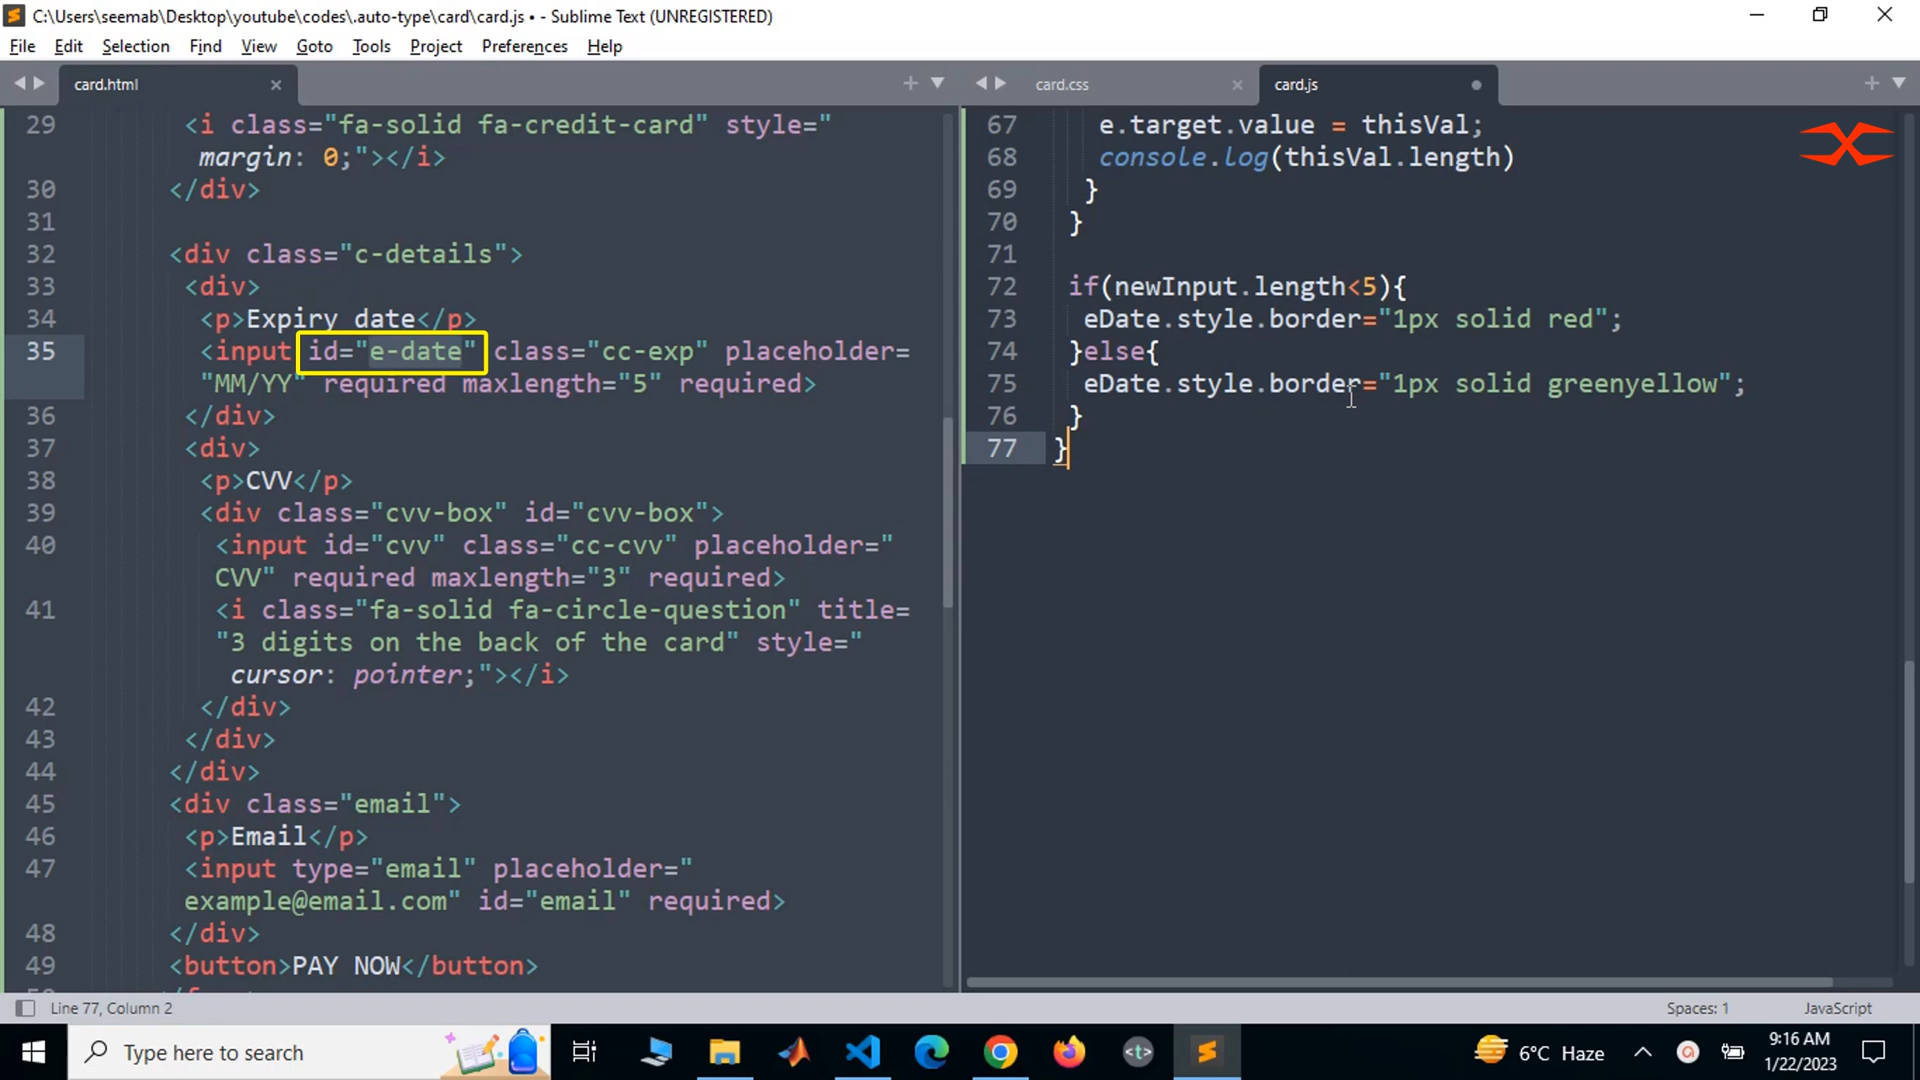 C:\Users\seemab\Desktop\youtube\codes\.auto-type\card\card.js • - Sublime Text (UNREGISTERED)
File Edit Selection Find View Goto Tools Project Preferences Help
card.html
29 <i class="fa-solid fa-credit-card" style="
margin: 0;"></i>
30 </div>
31
32 <div class="c-details">
33 <div>
34 <p>Expiry date</p>
35 <input id="e-date" class="cc-exp" placeholder=
"MM/YY" required maxlength="5" required>
36 </div>
37 <div>
38 <p>CVV</p>
39 <div class="cvv-box" id="cvv-box">
40 <input id="cvv" class="cc-cvv" placeholder="
CVV" required maxlength="3" required>
41 <i class="fa-solid fa-circle-question" title=
"3 digits on the back of the card" style="
cursor: pointer;"></i>
42 </div>
43 </div>
44 </div>
45 <div class="email">
46 <p>Email</p>
47 <input type="email" placeholder="
example@email.com" id="email" required>
48 </div>
49 <button>PAY NOW</button>
card.css
card.js
67 e.target.value = thisVal;
68 console.log(thisVal.length)
69 }
70 }
71
72 if(newInput.length<5){
73 eDate.style.border="1px solid red";
74 }else{
75 eDate.style.border="1px solid greenyellow";
76 }
77 }
Line 77, Column 2
Spaces: 1
JavaScript
Type here to search
<t>
6°C Haze
9:16 AM
1/22/2023